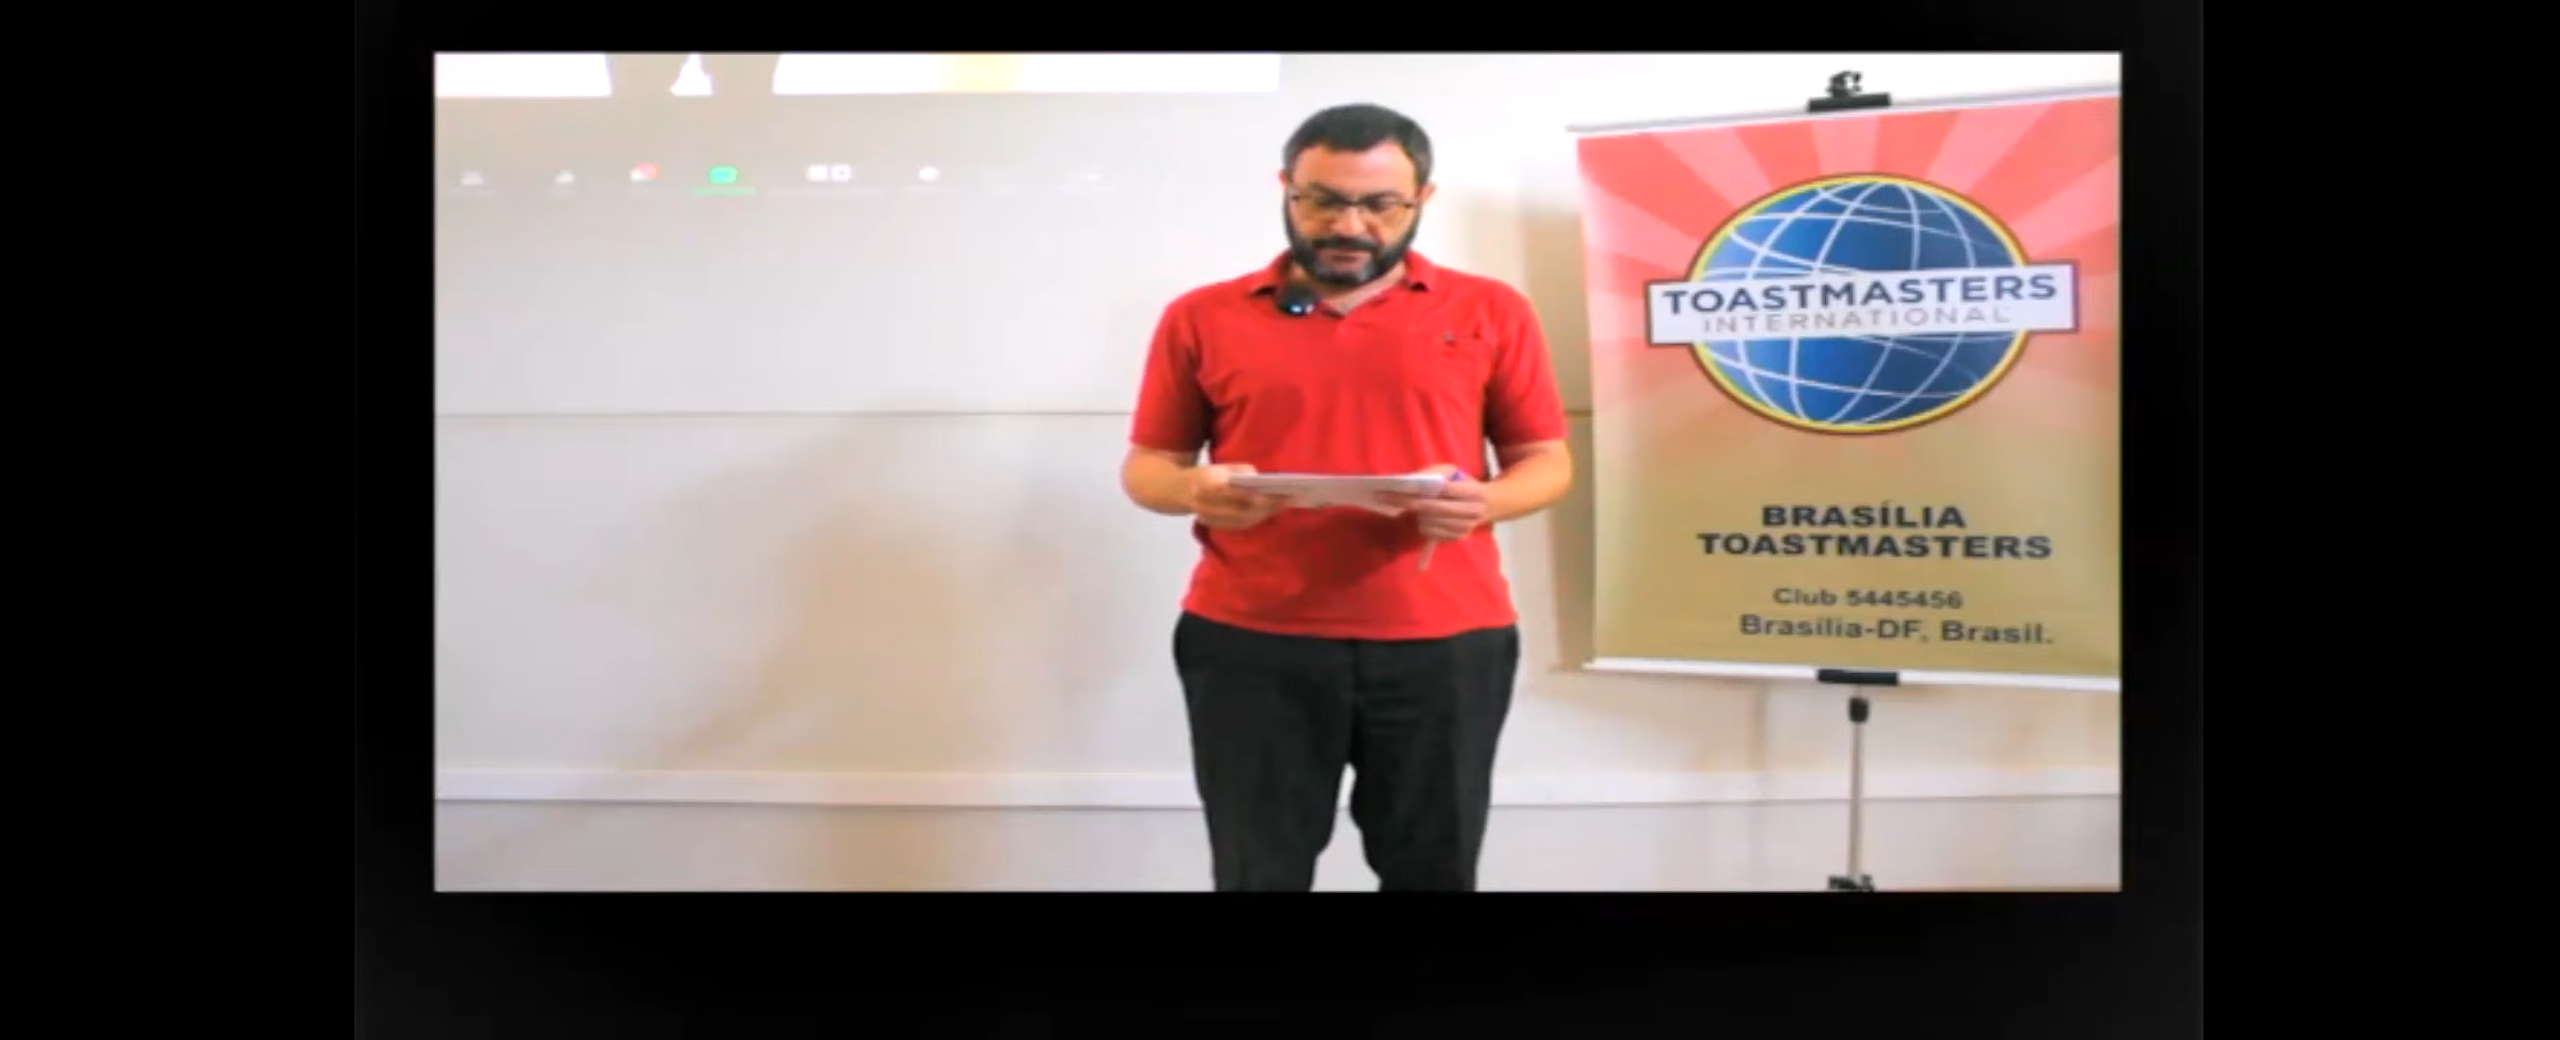 TOASTMASTERS
INTERNATIONAL
BRASÍLIA
TOASTMASTERS
Club 5445456
Brasília-DF, Brasil.